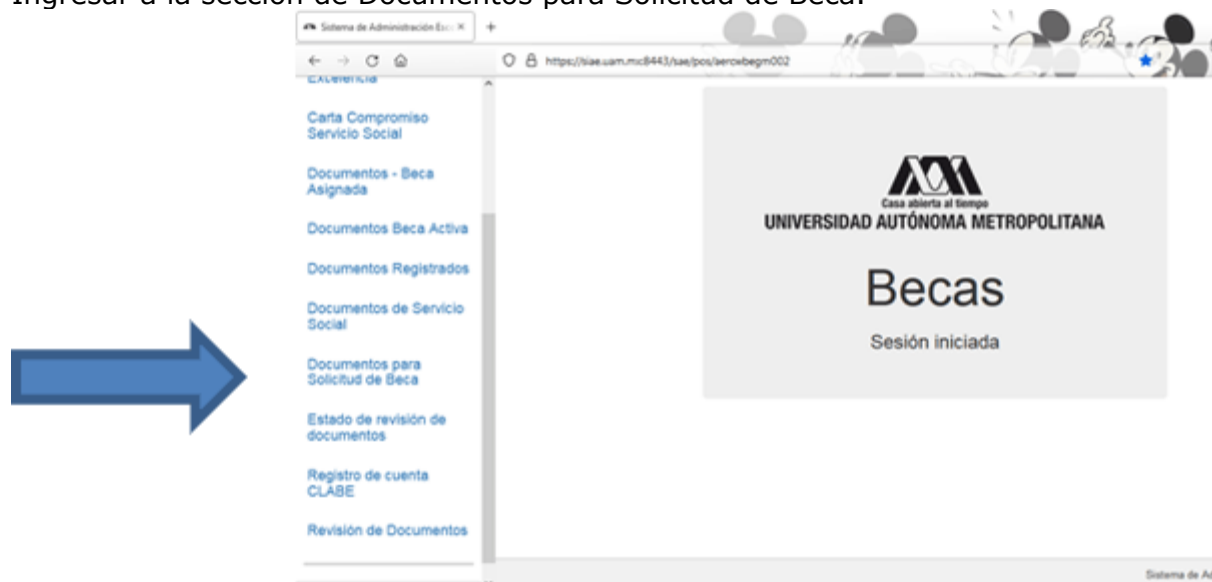 Ingresar a la sección de Documentos para Solicitud de Beca.
Sistema de Administración Esc
https://siae.uam.mx:8443/sae/pos/aerowbegm002
Excelencia
Carta Compromiso
Servicio Social
Documentos - Beca
Asignada
Documentos Beca Activa
Documentos Registrados
Documentos de Servicio
Social
Documentos para
Solicitud de Beca
Estado de revisión de
documentos
Registro de cuenta
CLABE
Revisión de Documentos
Casa abierta al tiempo
UNIVERSIDAD AUTÓNOMA METROPOLITANA
Becas
Sesión iniciada
Sistema de Ad